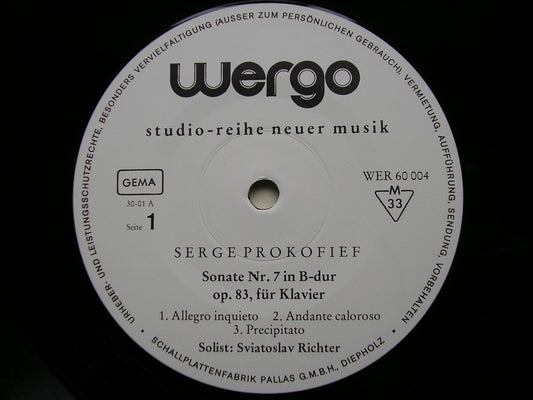 URHEBER- UND LEISTUNGSSCHUTZRECHTE, BESONDERS VERVIELFALTIGUNG (AUSSER ZUM PERSÖNLICHEN GEBRAUCH), VERMIETUNG, AUFFÜHRUNG, SENDUNG, VORBEHALTEN
wergo
studio-reihe neuer musik
GEMA
WER 60 004
30-01 A
M
33
Seite 1
SERGE PROKOFIEF
Sonate Nr. 7 in B-dur
op. 83, für Klavier
1. Allegro inquieto 2. Andante caloroso
3. Precipitato
Solist: Sviatoslav Richter
• SCHALLPLATTENFABRIK PALLAS G.M.B.H., DIEPHOLZ •